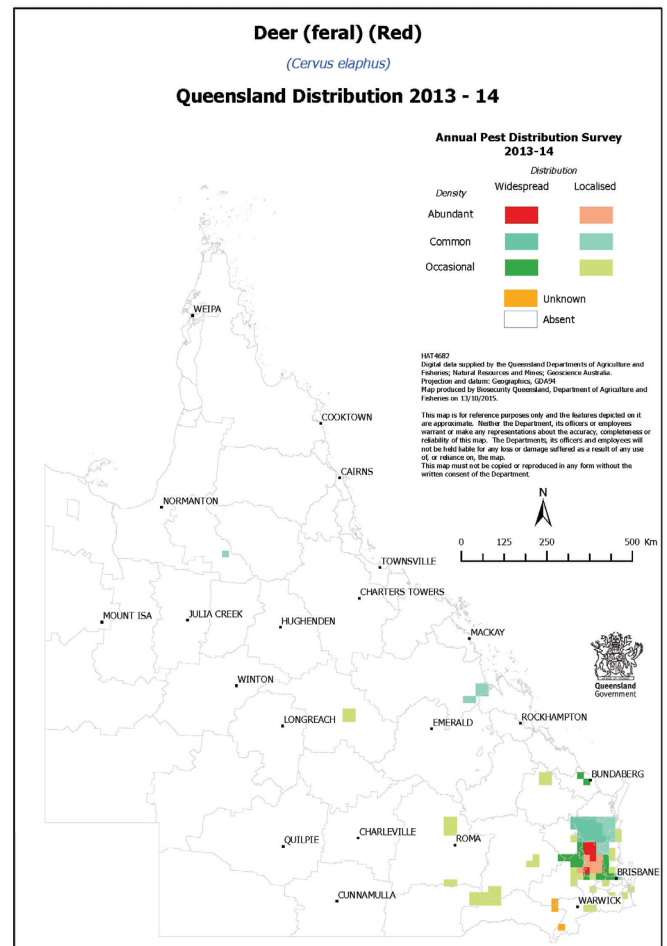 Deer (feral) (Red)
(Cervus elaphus)
Queensland Distribution 2013 - 14
Annual Pest Distribution Survey
2013-14
Distribution
Density Widespread Localised
Abundant
Common
Occasional
Unknown
Absent
HAT4682
Digital data supplied by the Queensland Departments of Agriculture and
Fisheries; Natural Resources and Mines; Geoscience Australia.
Projection and datum: Geographics, GDA94
Map produced by Biosecurity Queensland, Department of Agriculture and
Fisheries on 13/10/2015.
This map is for reference purposes only and the features depicted on it
are approximate. Neither the Department, its officers or employees
warrant or make any representations about the accuracy, completeness or
reliability of this map. The Departments, its officers and employees will
not be held liable for any loss or damage suffered as a result of any use
of, or reliance on, the map.
This map must not be copied or reproduced in any form without the
written consent of the Department.
N
0 125 250 500 Km
WEIPA
COOKTOWN
CAIRNS
NORMANTON
TOWNSVILLE
CHARTERS TOWERS
MOUNT ISA
JULIA CREEK
HUGHENDEN
MACKAY
WINTON
Queensland
Government
LONGREACH
EMERALD
ROCKHAMPTON
BUNDABERG
QUILPIE
CHARLEVILLE
ROMA
BRISBANE
CUNNAMULLA
WARWICK